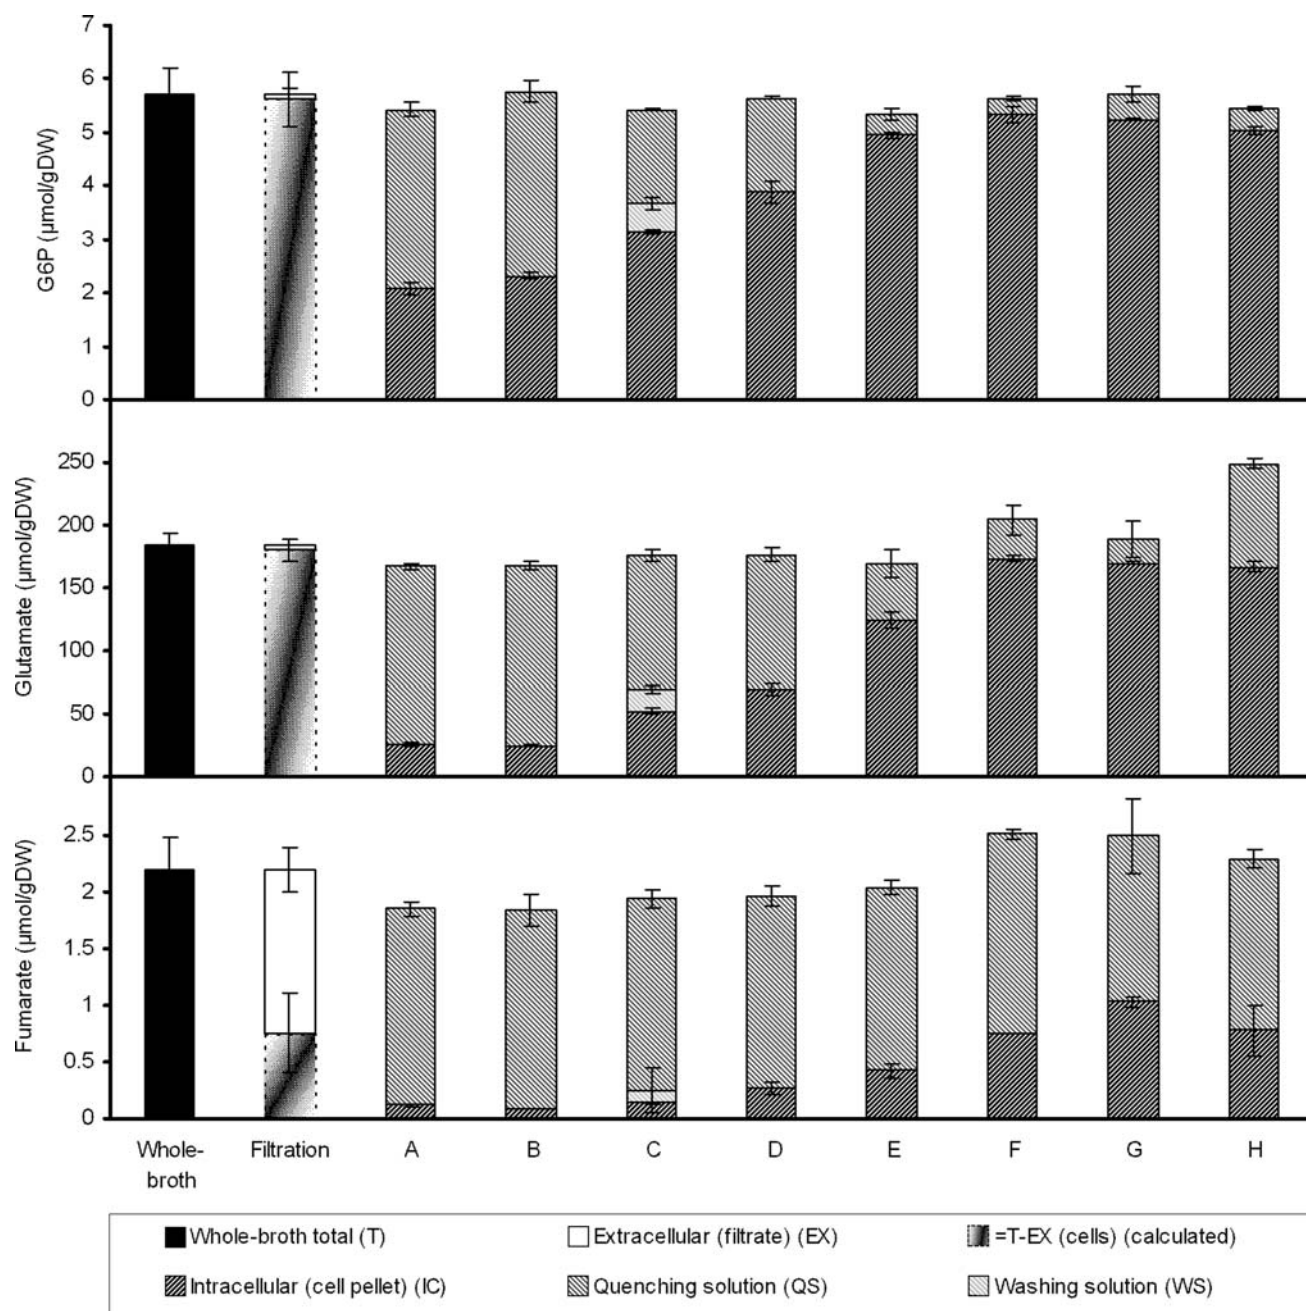 7
6
5
4
3
2
1
0
G6P (µmol/gDW)
250
200
150
100
50
0
Glutamate (µmol/gDW)
2.5
2
1.5
1
0.5
0
Fumarate (µmol/gDW)
Whole-
broth
Filtration
A
B
C
D
E
F
G
H
Whole-broth total (T)
Extracellular (filtrate) (EX)
=T-EX (cells) (calculated)
Intracellular (cell pellet) (IC)
Quenching solution (QS)
Washing solution (WS)